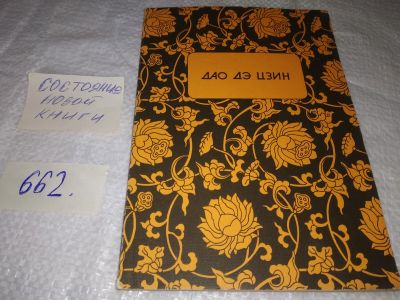 ДАО ДЭ ЦЗИН
СОСТОЯНИЕ
НОВОЙ
КНИГИ
662.